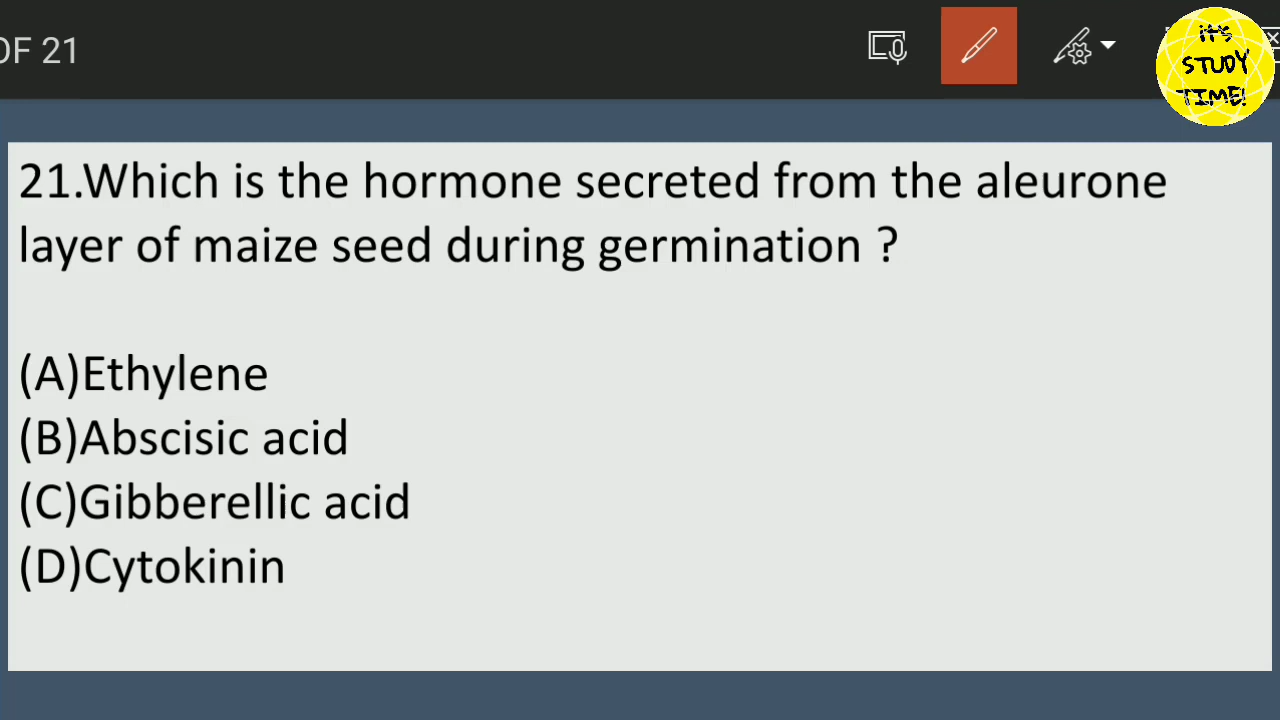 OF 21
it's
STUDY
TIME!
21.Which is the hormone secreted from the aleurone
layer of maize seed during germination ?
(A)Ethylene
(B)Abscisic acid
(C)Gibberellic acid
(D)Cytokinin